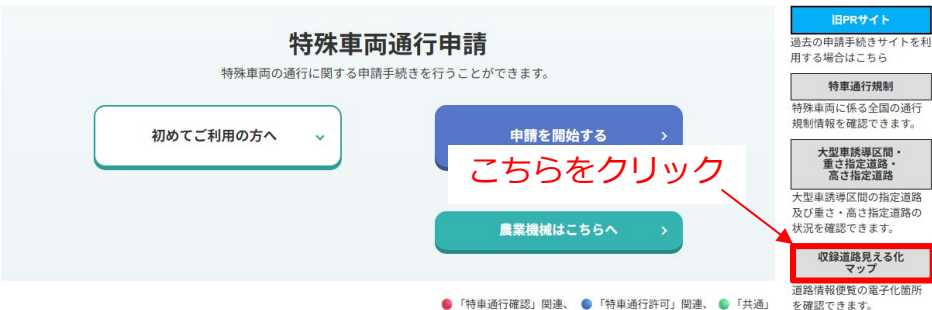 特殊車両通行申請
特殊車両の通行に関する申請手続きを行うことができます。
初めてご利用の方へ
申請を開始する
こちらをクリック
農業機械はこちらへ
「特車通行確認」関連、 「特車通行許可」関連、 「共通」
旧PRサイト
過去の申請手続きサイトを利
用する場合はこちら
特車通行規制
特殊車両に係る全国の通行
規制情報を確認できます。
大型車誘導区間・
重さ指定道路・
高さ指定道路
大型車誘導区間の指定道路
及び重さ・高さ指定道路の
状況を確認できます。
収録道路見える化
マップ
道路情報便覧の電子化箇所
を確認できます。